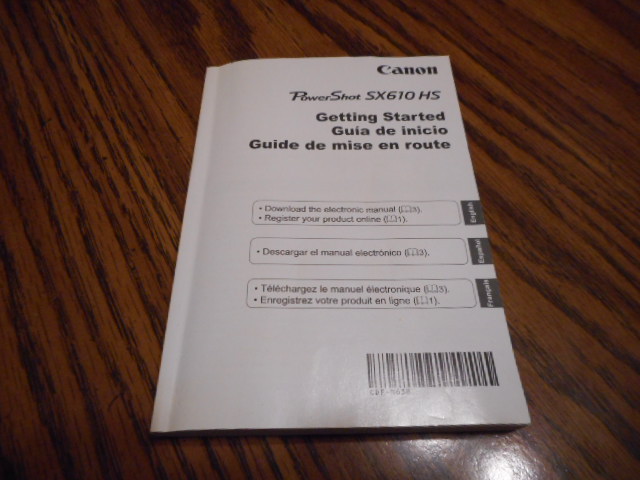 Canon
PowerShot SX610 HS
Getting Started
Guía de inicio
Guide de mise en route
• Download the electronic manual (📖3).
• Register your product online (📖1).
English
• Descargar el manual electrónico (📖3).
Español
• Téléchargez le manuel électronique (📖3).
• Enregistrez votre produit en ligne (📖1).
Français